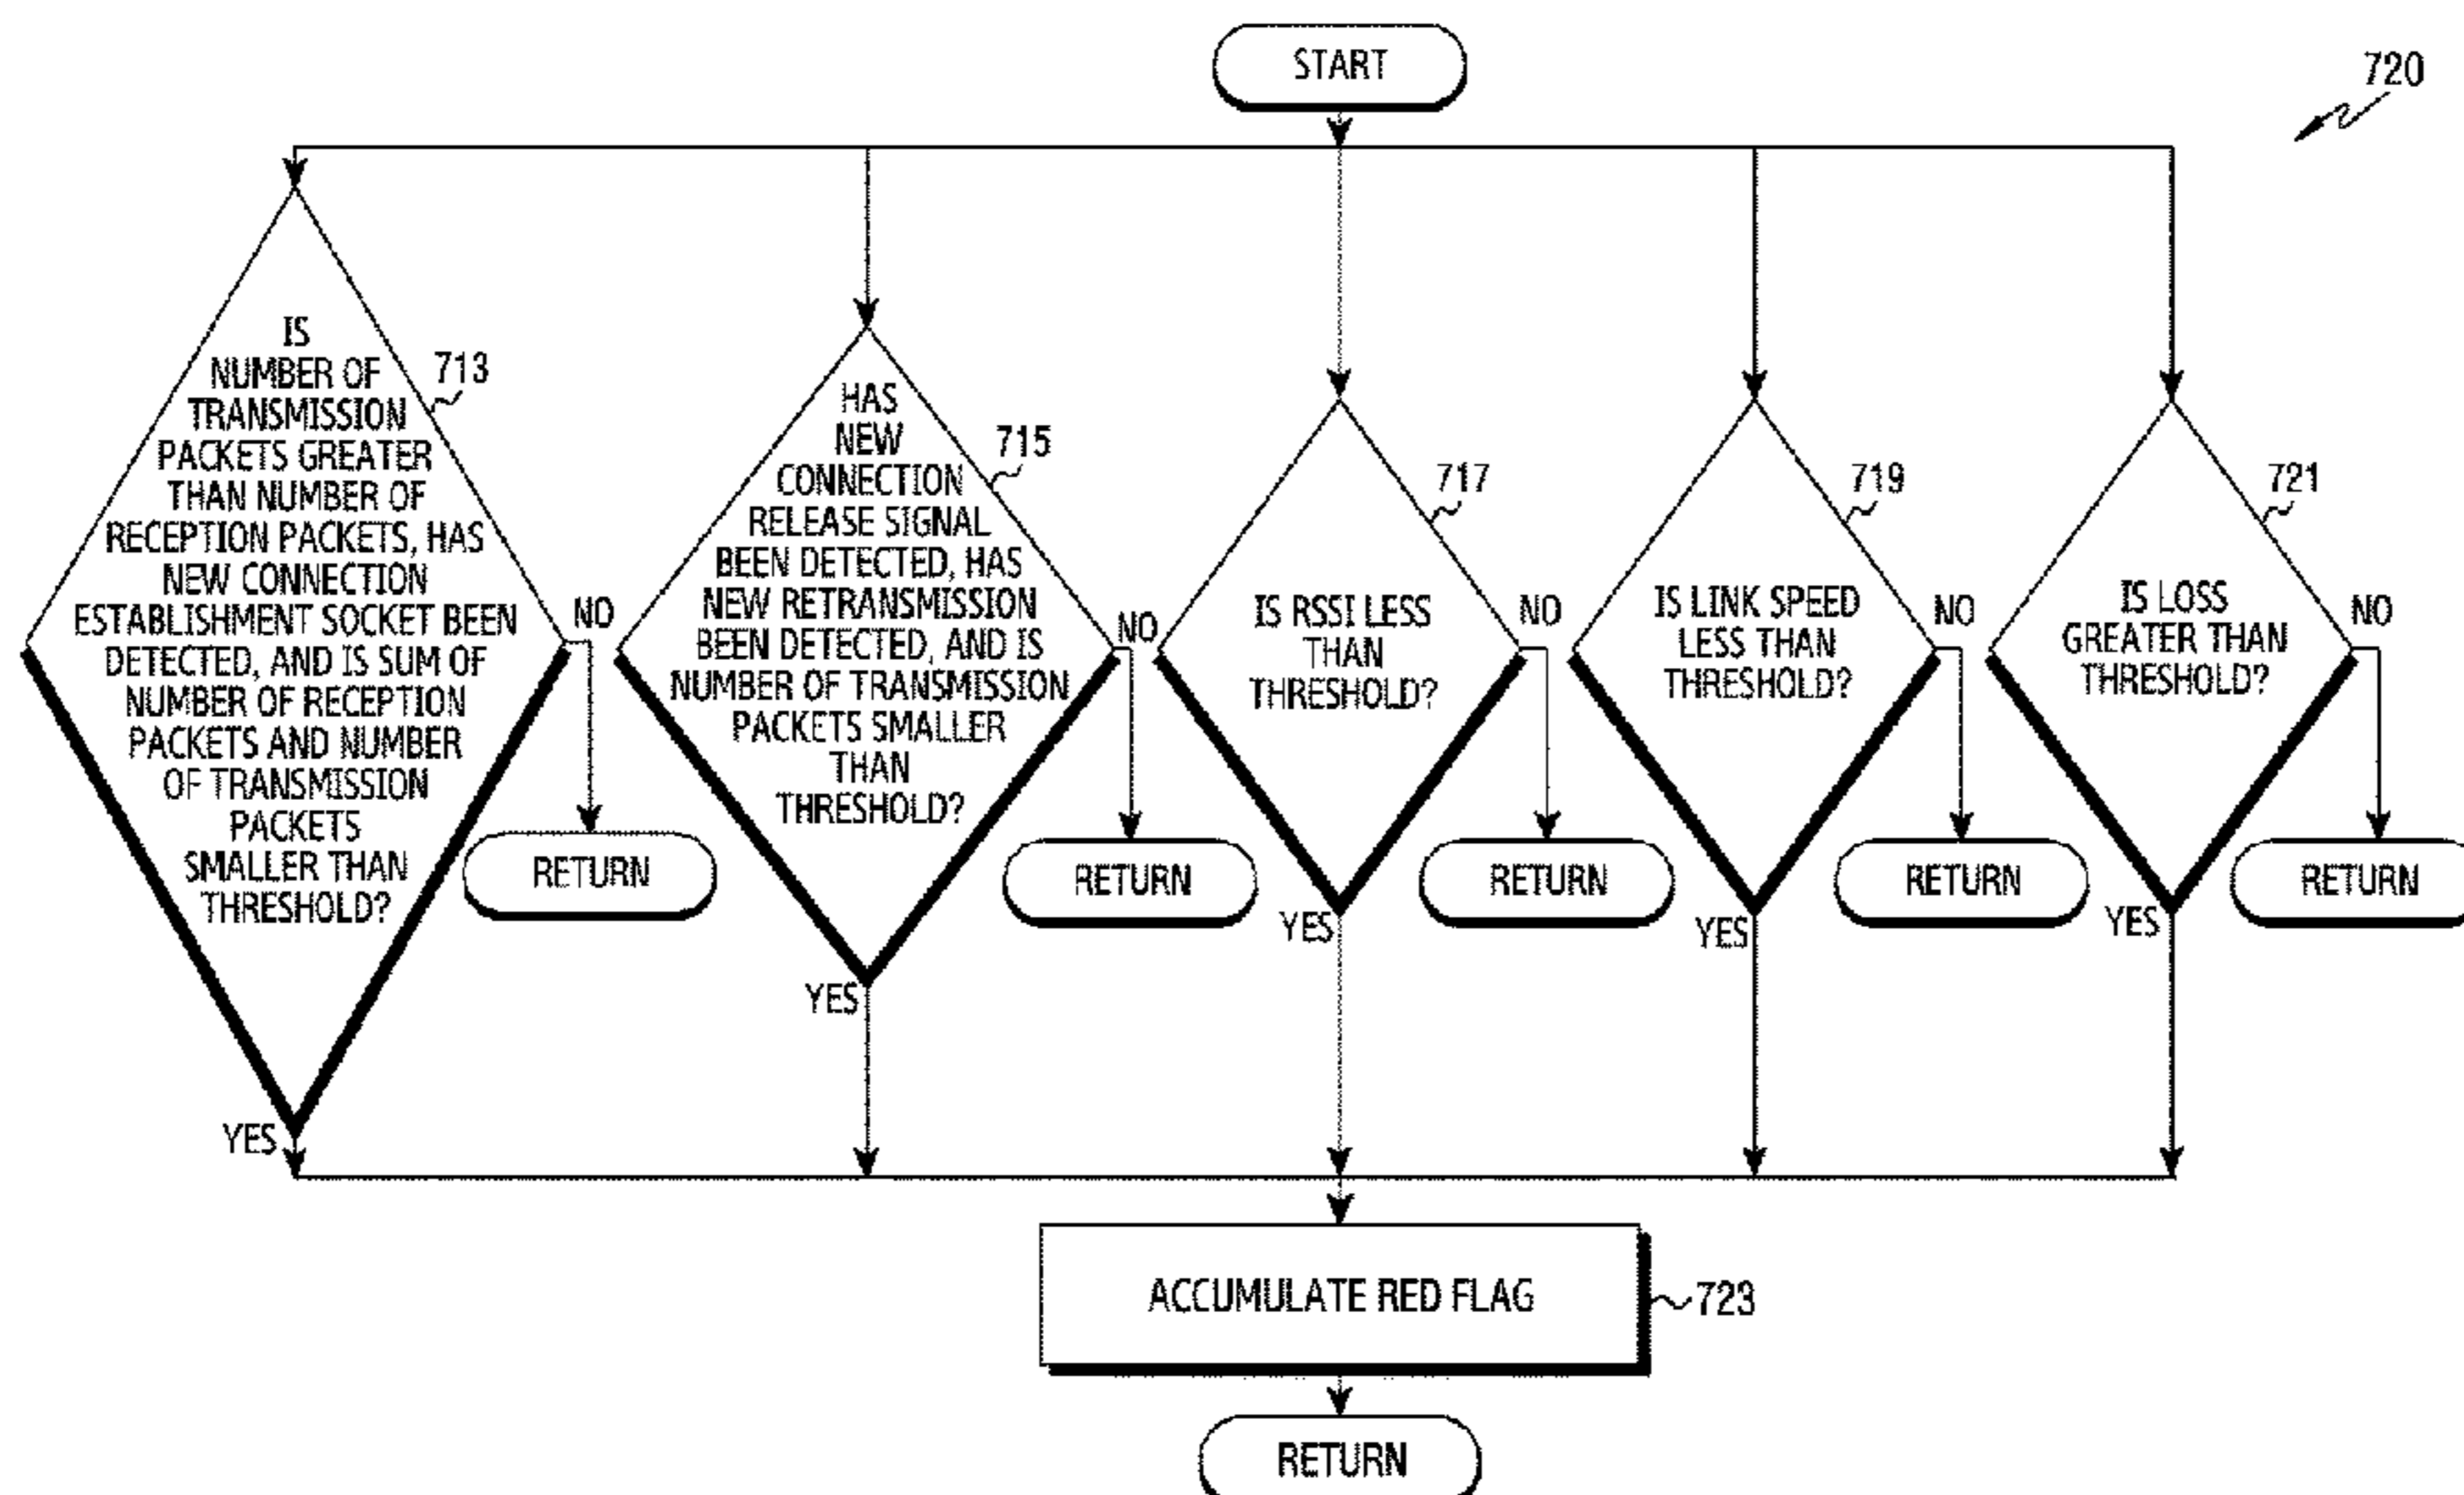 START
720
IS
NUMBER OF
TRANSMISSION
PACKETS GREATER
THAN NUMBER OF
RECEPTION PACKETS, HAS
NEW CONNECTION
ESTABLISHMENT SOCKET BEEN
DETECTED, AND IS SUM OF
NUMBER OF RECEPTION
PACKETS AND NUMBER
OF TRANSMISSION
PACKETS
SMALLER THAN
THRESHOLD?
713
NO
RETURN
YES
HAS
NEW
CONNECTION
RELEASE SIGNAL
BEEN DETECTED, HAS
NEW RETRANSMISSION
BEEN DETECTED, AND IS
NUMBER OF TRANSMISSION
PACKETS SMALLER
THAN
THRESHOLD?
715
NO
RETURN
YES
IS RSSI LESS
THAN
THRESHOLD?
717
NO
RETURN
YES
IS LINK SPEED
LESS THAN
THRESHOLD?
719
NO
RETURN
YES
IS LOSS
GREATER THAN
THRESHOLD?
721
NO
RETURN
YES
ACCUMULATE RED FLAG
723
RETURN